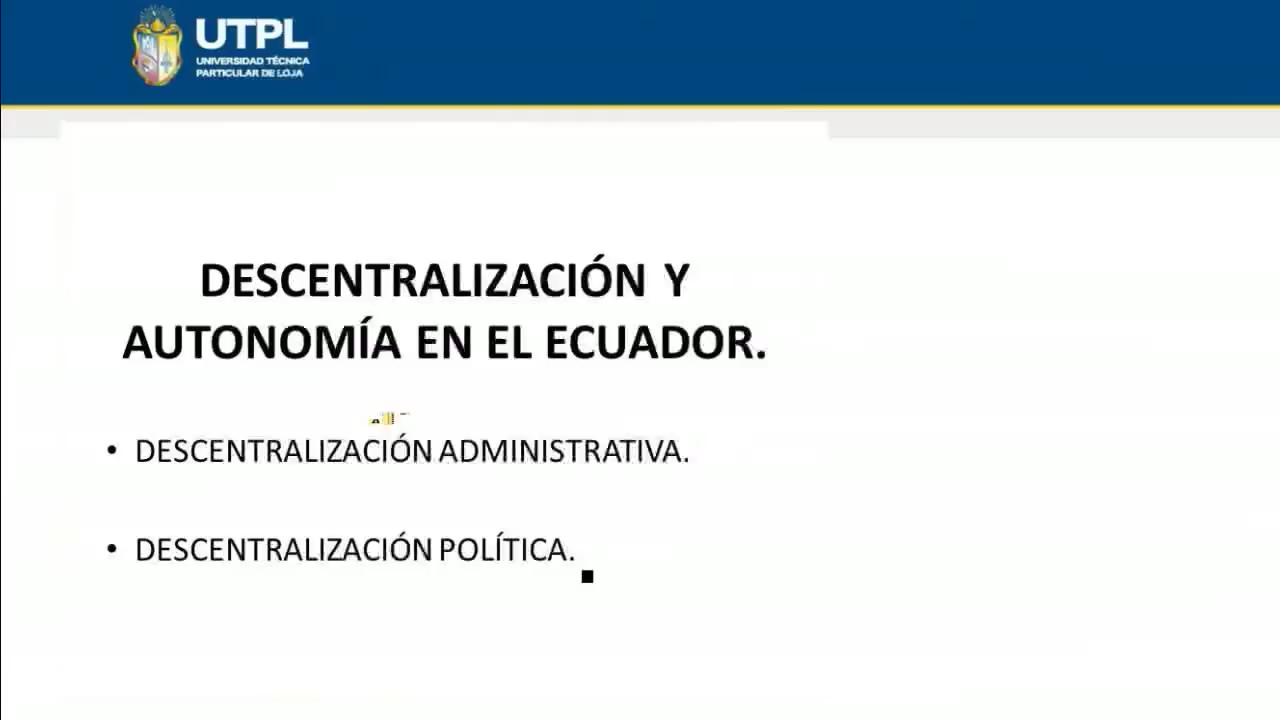 UTPL
UNIVERSIDAD TÉCNICA
PARTICULAR DE LOJA
DESCENTRALIZACIÓN Y
AUTONOMÍA EN EL ECUADOR.
• DESCENTRALIZACIÓN ADMINISTRATIVA.
• DESCENTRALIZACIÓN POLÍTICA.